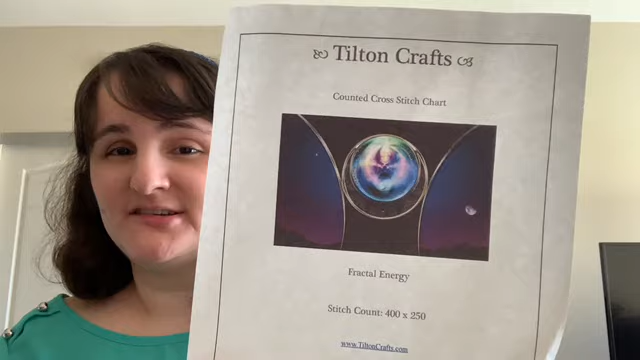 Tilton Crafts
Counted Cross Stitch Chart
Fractal Energy
Stitch Count: 400 x 250
www.TiltonCrafts.com